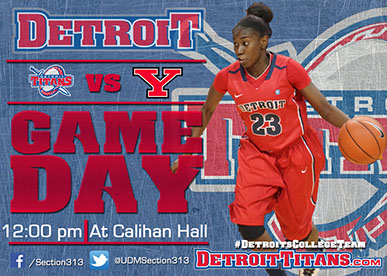 DETROIT
TITANS
VS Y
GAME
DAY
12:00 pm At Calihan Hall
DETROIT
23
#DETROITSCOLLEGETEAM
f /Section313
@UDMSection313
DETROITTITANS.COM